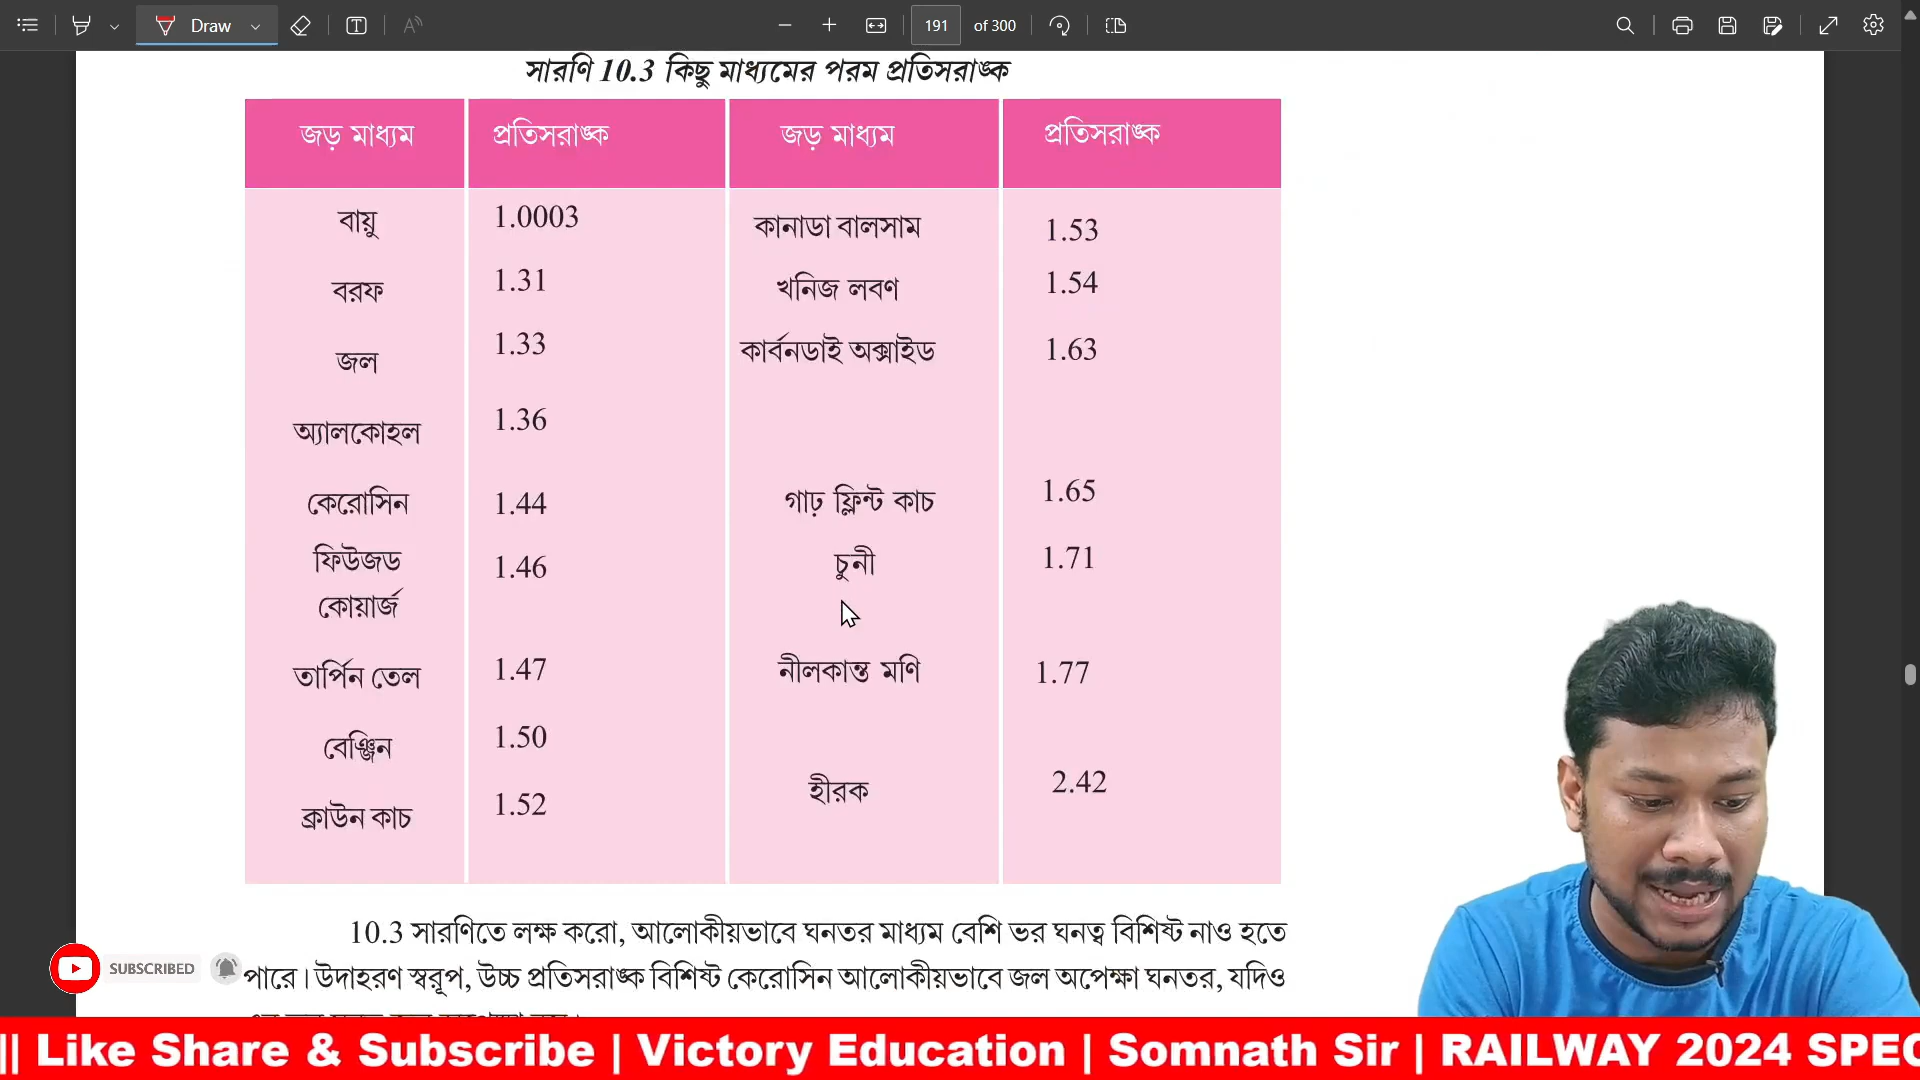 Draw
191 of 300
সারণি 10.3 কিছু মাধ্যমের পরম প্রতিসরাঙ্ক
জড় মাধ্যম প্রতিসরাঙ্ক জড় মাধ্যম প্রতিসরাঙ্ক
বায়ু 1.0003 কানাডা বালসাম 1.53
বরফ 1.31 খনিজ লবণ 1.54
জল 1.33 কার্বনডাই অক্সাইড 1.63
অ্যালকোহল 1.36
কেরোসিন 1.44 গাঢ় ফ্লিন্ট কাচ 1.65
ফিউজড 1.46 চুনী 1.71
কোয়ার্জ
তার্পিন তেল 1.47 নীলকান্ত মণি 1.77
বেঞ্জিন 1.50
ক্রাউন কাচ 1.52 হীরক 2.42
10.3 সারণিতে লক্ষ করো, আলোকীয়ভাবে ঘনতর মাধ্যম বেশি ভর ঘনত্ব বিশিষ্ট নাও হতে
পারে। উদাহরণ স্বরূপ, উচ্চ প্রতিসরাঙ্ক বিশিষ্ট কেরোসিন আলোকীয়ভাবে জল অপেক্ষা ঘনতর, যদিও
SUBSCRIBED
|| Like Share & Subscribe | Victory Education | Somnath Sir | RAILWAY 2024 SPEC